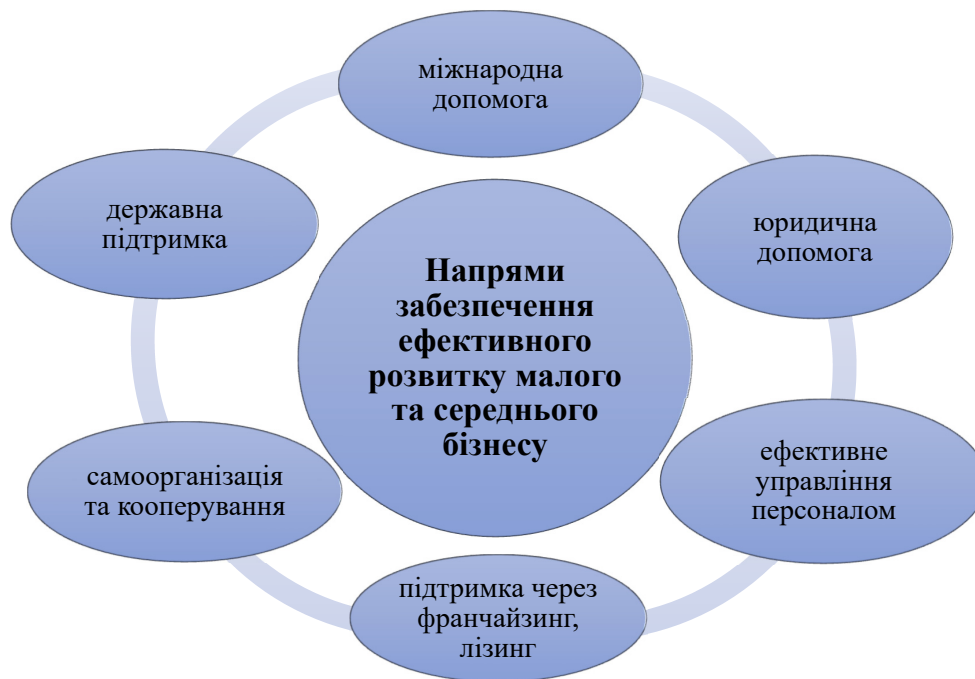 міжнародна
допомога
державна
підтримка
юридична
допомога
Напрями
забезпечення
ефективного
розвитку малого
та середнього
бізнесу
самоорганізація
та кооперування
ефективне
управління
персоналом
підтримка через
франчайзинг,
лізинг